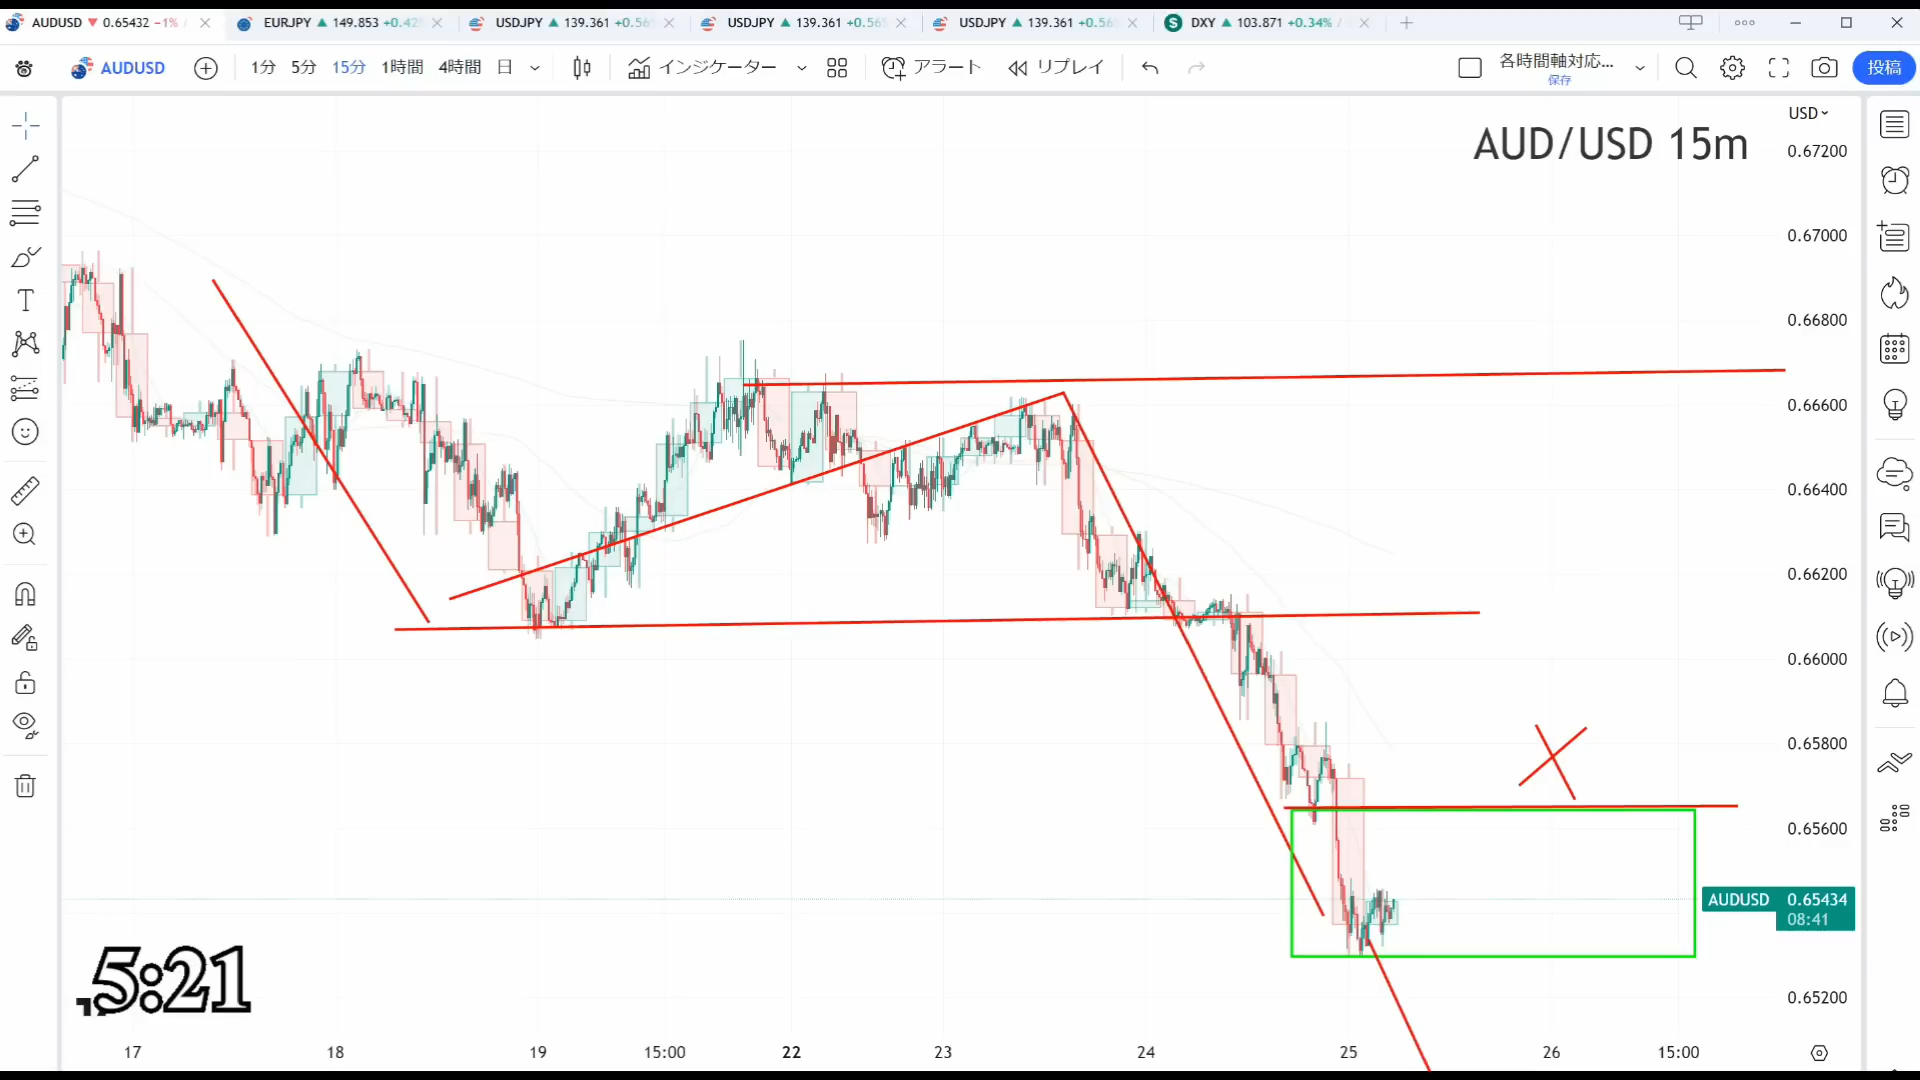 AUDUSD ▼ 0.65432 −1% /
EURJPY ▲ 149.853 +0.42%
USDJPY ▲ 139.361 +0.56%
USDJPY ▲ 139.361 +0.56%
USDJPY ▲ 139.361 +0.56%
DXY ▲ 103.871 +0.34% /
AUDUSD
1分 5分 15分 1時間 4時間 日
インジケーター
アラート
リプレイ
各時間軸対応...
保存
投稿
USD
AUD/USD 15m
0.67200
0.67000
0.66800
0.66600
0.66400
0.66200
0.66000
0.65800
0.65600
AUDUSD 0.65434
08:41
0.65200
5:21
17 18 19 15:00 22 23 24 25 26 15:00